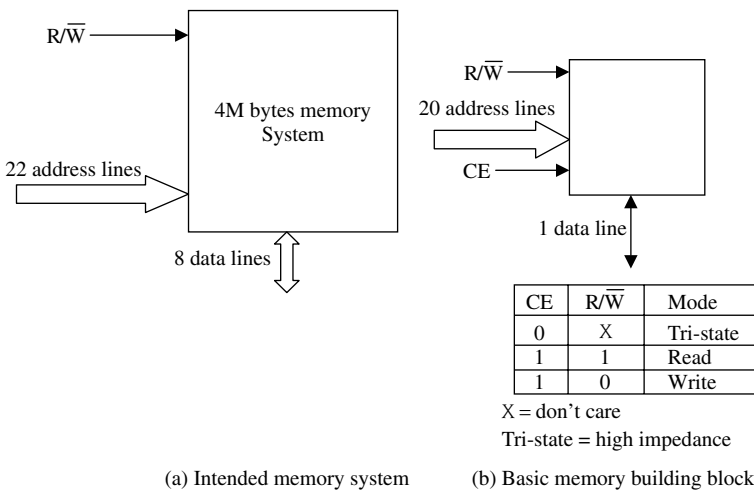 R/W̅
4M bytes memory
System
22 address lines
8 data lines
(a) Intended memory system
R/W̅
20 address lines
CE
1 data line
CE R/W̅ Mode
0 X Tri-state
1 1 Read
1 0 Write
X = don't care
Tri-state = high impedance
(b) Basic memory building block